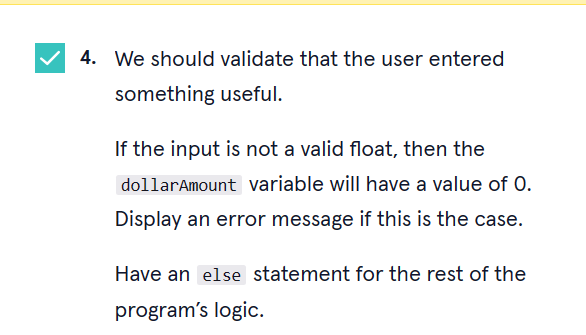 4. We should validate that the user entered
something useful.
If the input is not a valid float, then the
dollarAmount variable will have a value of 0.
Display an error message if this is the case.
Have an else statement for the rest of the
program’s logic.